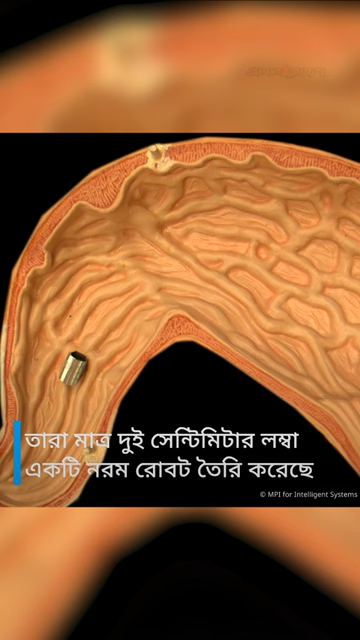 তারা মাত্র দুই সেন্টিমিটার লম্বা
একটি নরম রোবট তৈরি করেছে
© MPI for Intelligent Systems